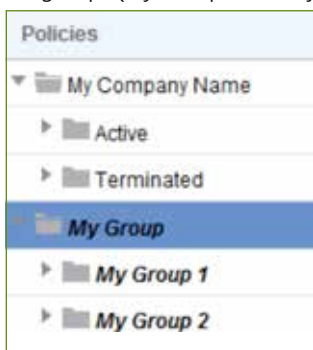 Policies
My Company Name
Active
Terminated
My Group
My Group 1
My Group 2